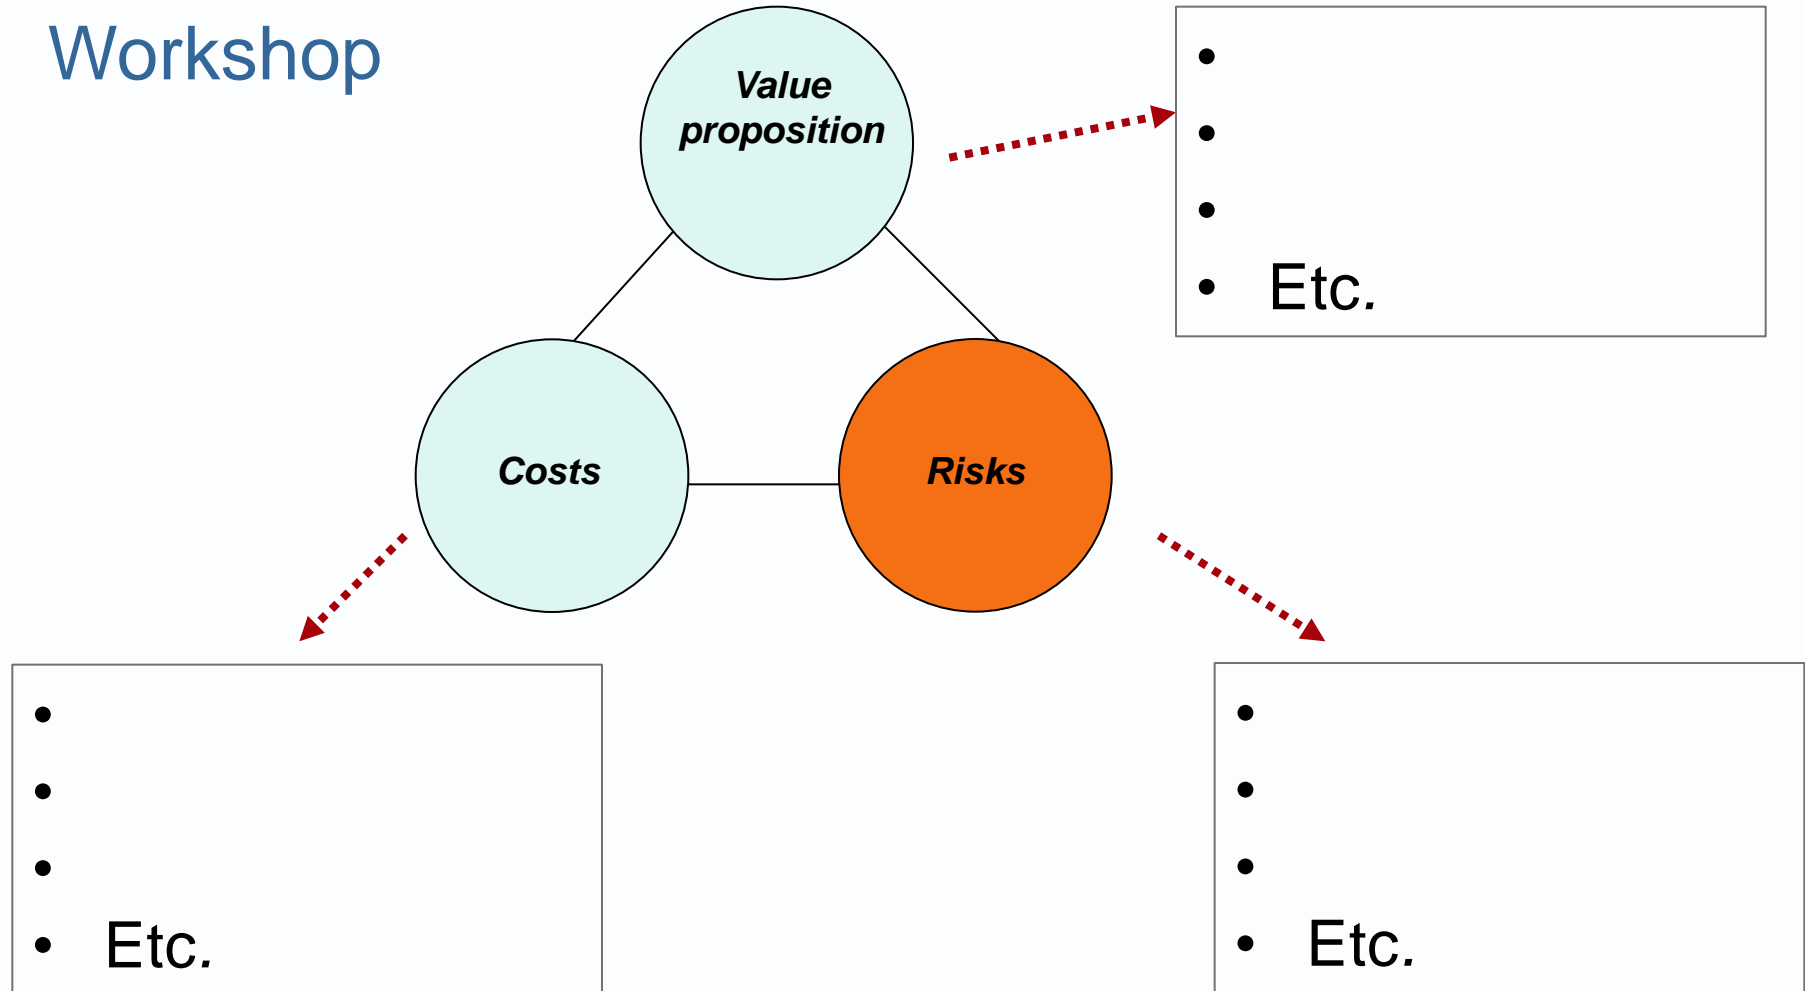 Workshop
Value
proposition
•
•
•
• Etc.
Costs
Risks
•
•
•
• Etc.
•
•
•
• Etc.